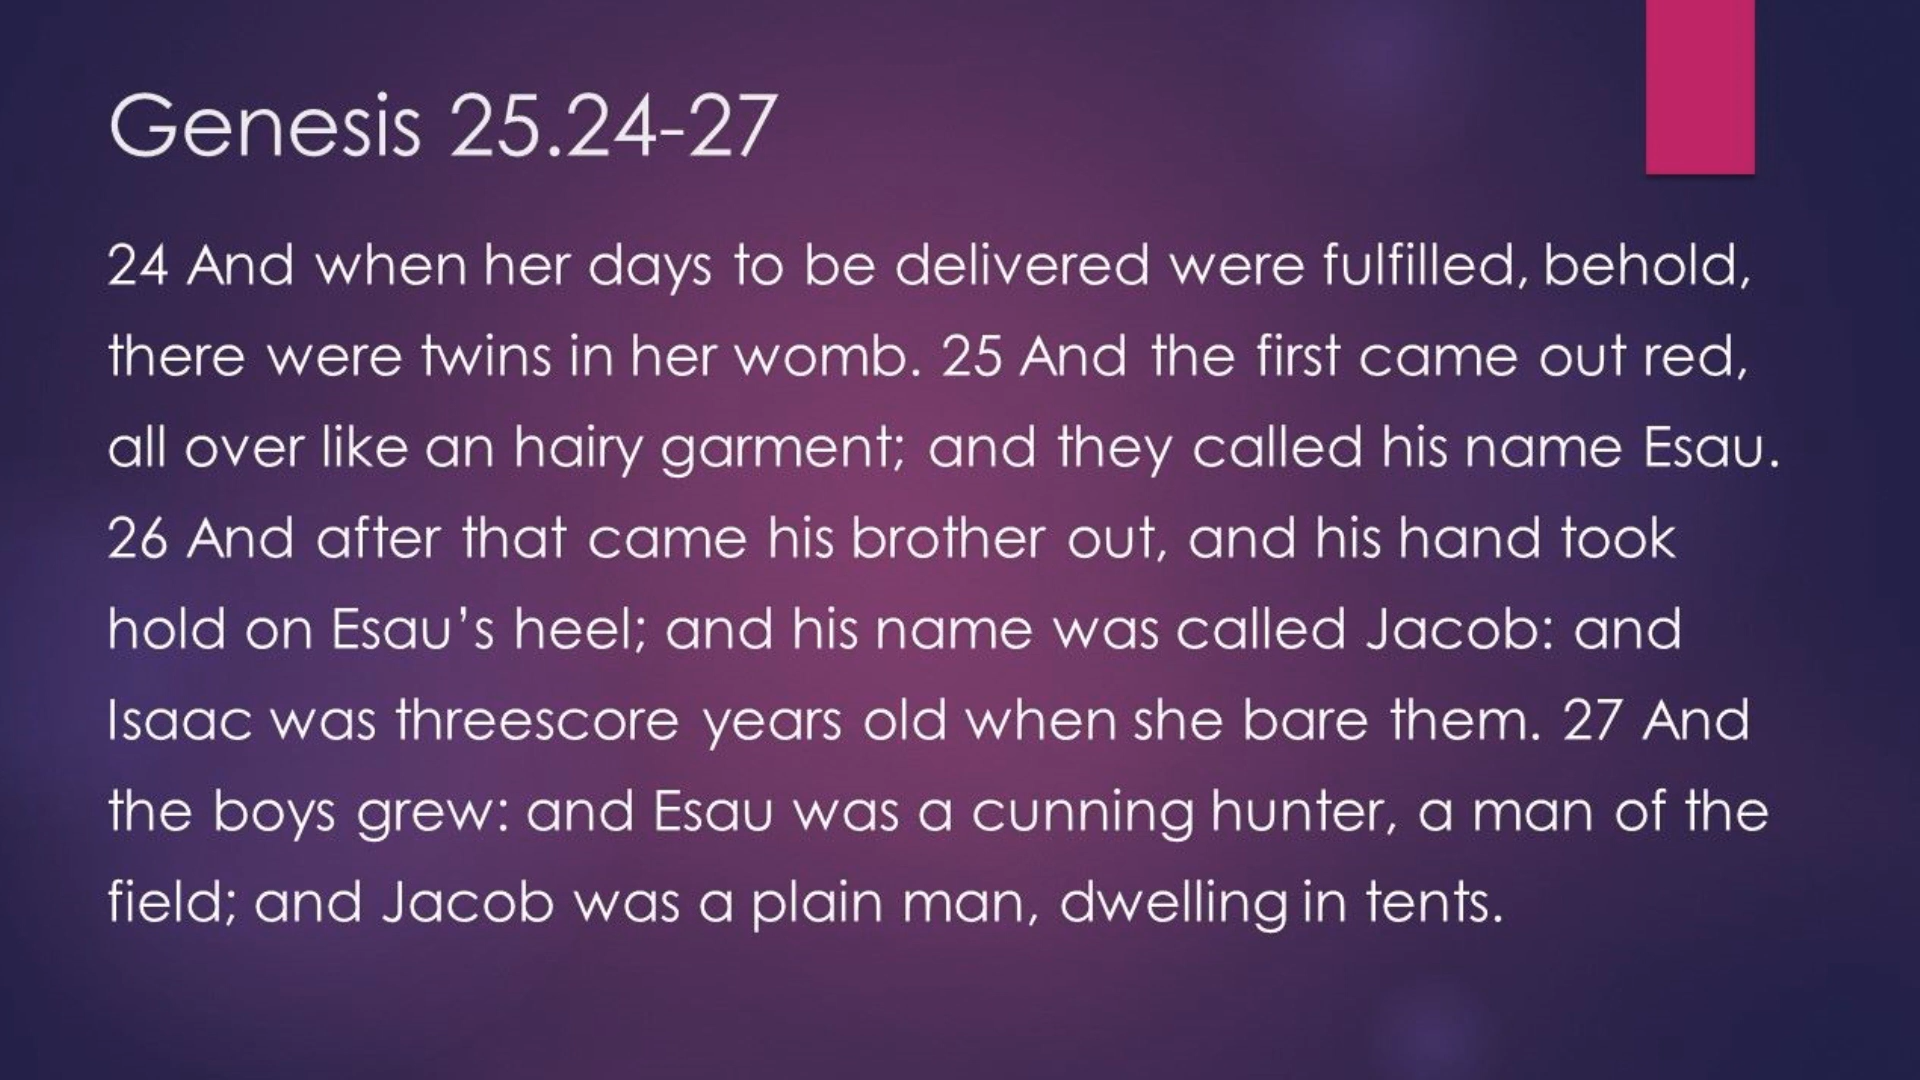 Genesis 25.24-27
24 And when her days to be delivered were fulfilled, behold,
there were twins in her womb. 25 And the first came out red,
all over like an hairy garment; and they called his name Esau.
26 And after that came his brother out, and his hand took
hold on Esau’s heel; and his name was called Jacob: and
Isaac was threescore years old when she bare them. 27 And
the boys grew: and Esau was a cunning hunter, a man of the
field; and Jacob was a plain man, dwelling in tents.